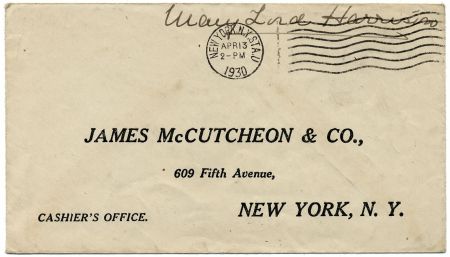 Mary Lord Harrison
NEW YORK, N.Y. STA. U
APR 13
2-PM
1930
JAMES McCUTCHEON & CO.,
609 Fifth Avenue,
NEW YORK, N. Y.
CASHIER'S OFFICE.